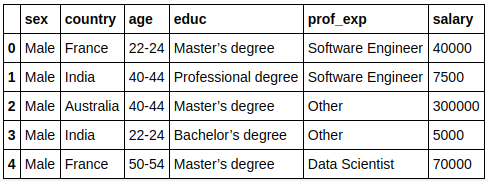 sex country age educ prof_exp salary
0 Male France 22-24 Master’s degree Software Engineer 40000
1 Male India 40-44 Professional degree Software Engineer 7500
2 Male Australia 40-44 Master’s degree Other 300000
3 Male India 22-24 Bachelor’s degree Other 5000
4 Male France 50-54 Master’s degree Data Scientist 70000